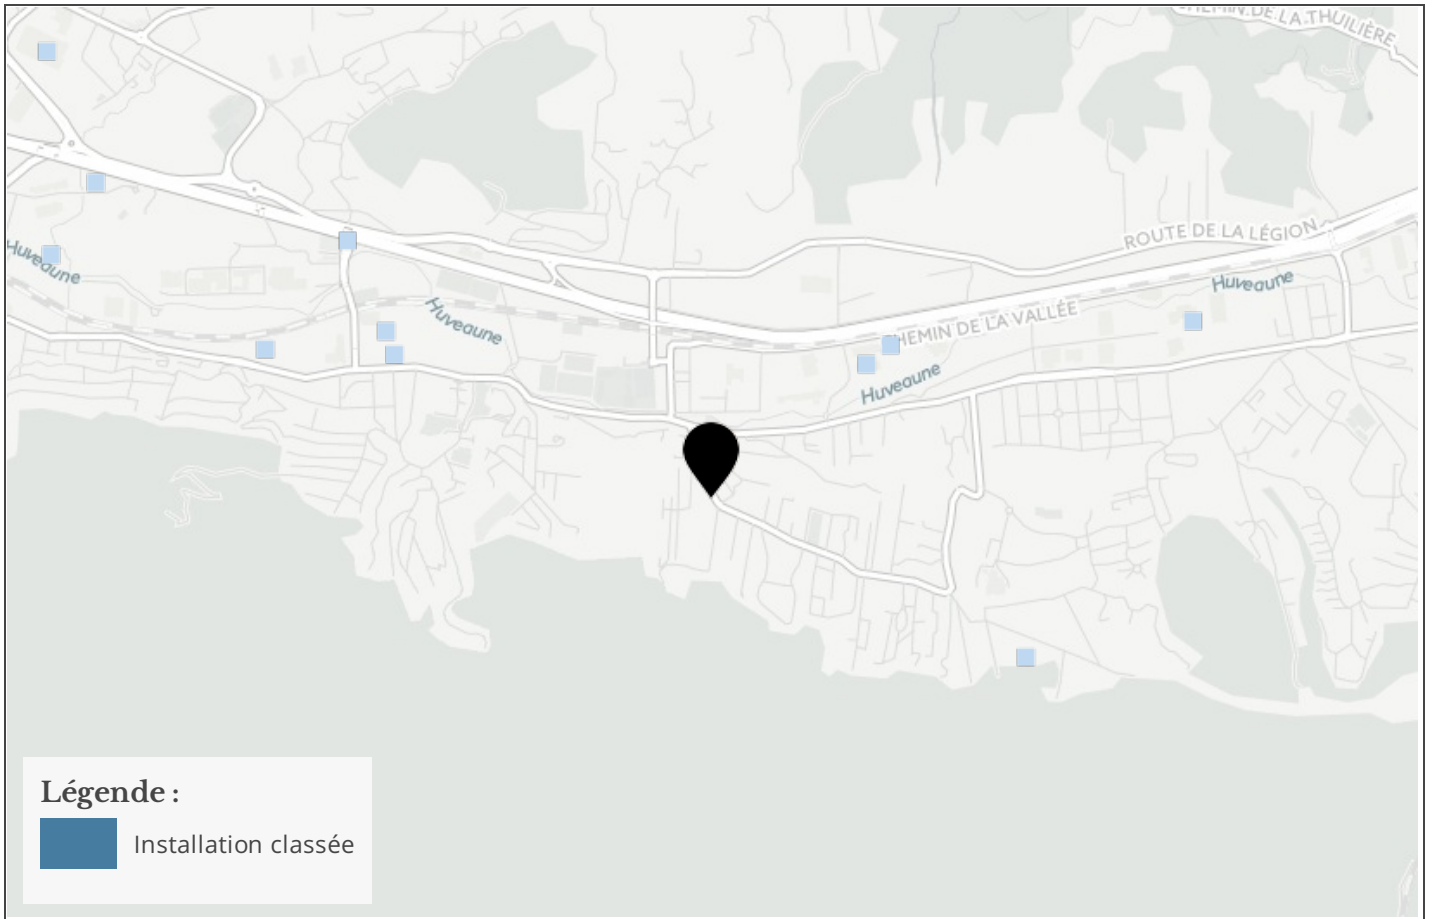 CHEMIN DE LA THUILIÈRE
ROUTE DE LA LÉGION
Huveaune
Huveaune
Huveaune
HEMIN DE LA VALLÉE
Huveaune
Légende :
Installation classée